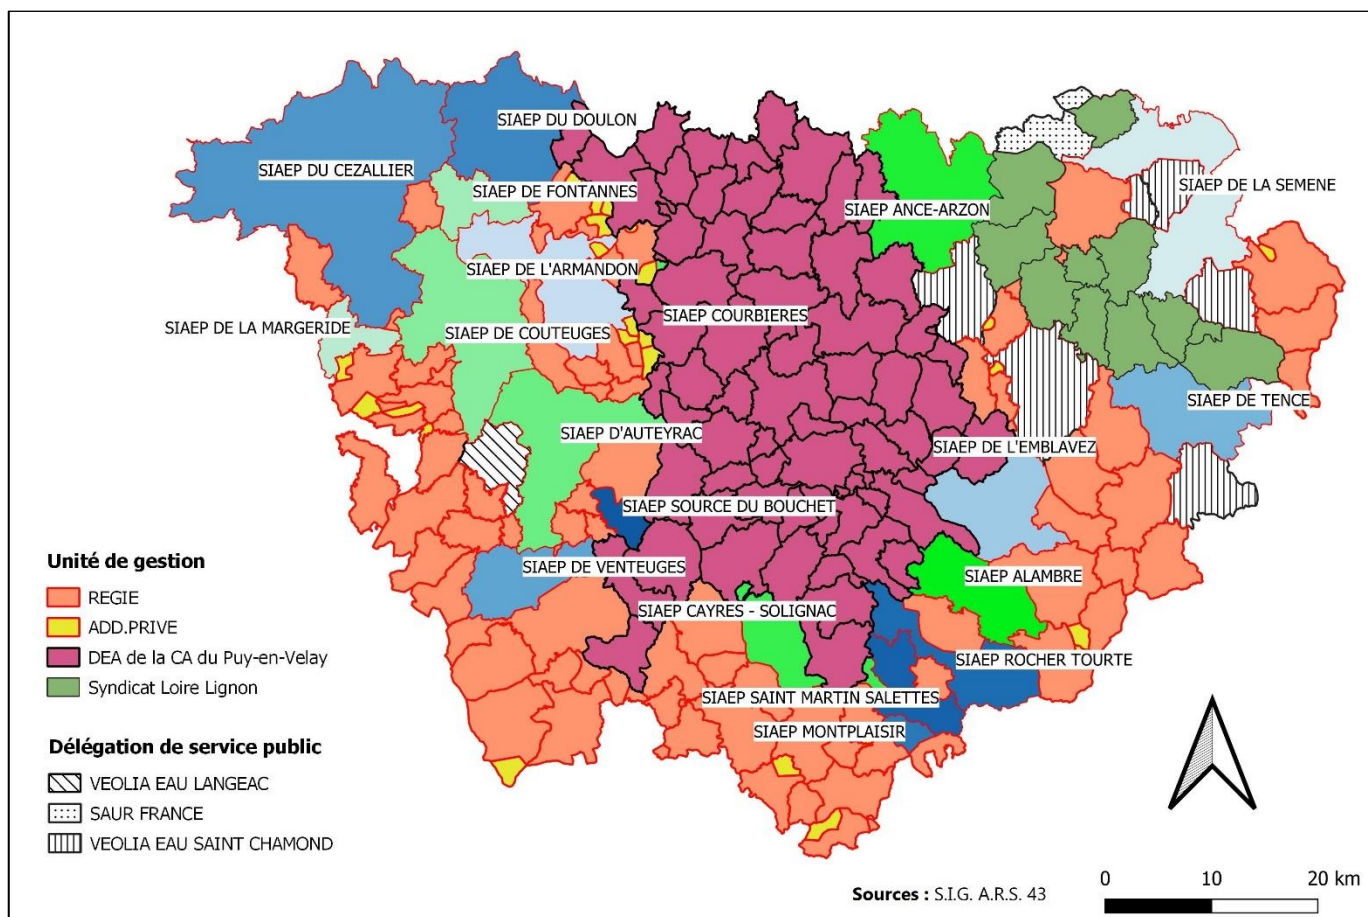 SIAEP DU DOULON
SIAEP DU CEZALLIER
SIAEP DE FONTANNES
SIAEP DE LA SEMENE
SIAEP ANCE-ARZON
SIAEP DE L'ARMANDON
SIAEP COURBIERES
SIAEP DE LA MARGERIDE
SIAEP DE COUTEUGES
SIAEP DE TENCE
SIAEP D'AUTEYRAC
SIAEP DE L'EMBLAVEZ
SIAEP SOURCE DU BOUCHET
SIAEP DE VENTEUGES
SIAEP ALAMBRE
SIAEP CAYRES - SOLIGNAC
SIAEP ROCHER TOURTE
SIAEP SAINT MARTIN SALETTES
SIAEP MONTPLAISIR
Unité de gestion
REGIE
ADD.PRIVE
DEA de la CA du Puy-en-Velay
Syndicat Loire Lignon
Délégation de service public
VEOLIA EAU LANGEAC
SAUR FRANCE
VEOLIA EAU SAINT CHAMOND
Sources : S.I.G. A.R.S. 43
0 10 20 km